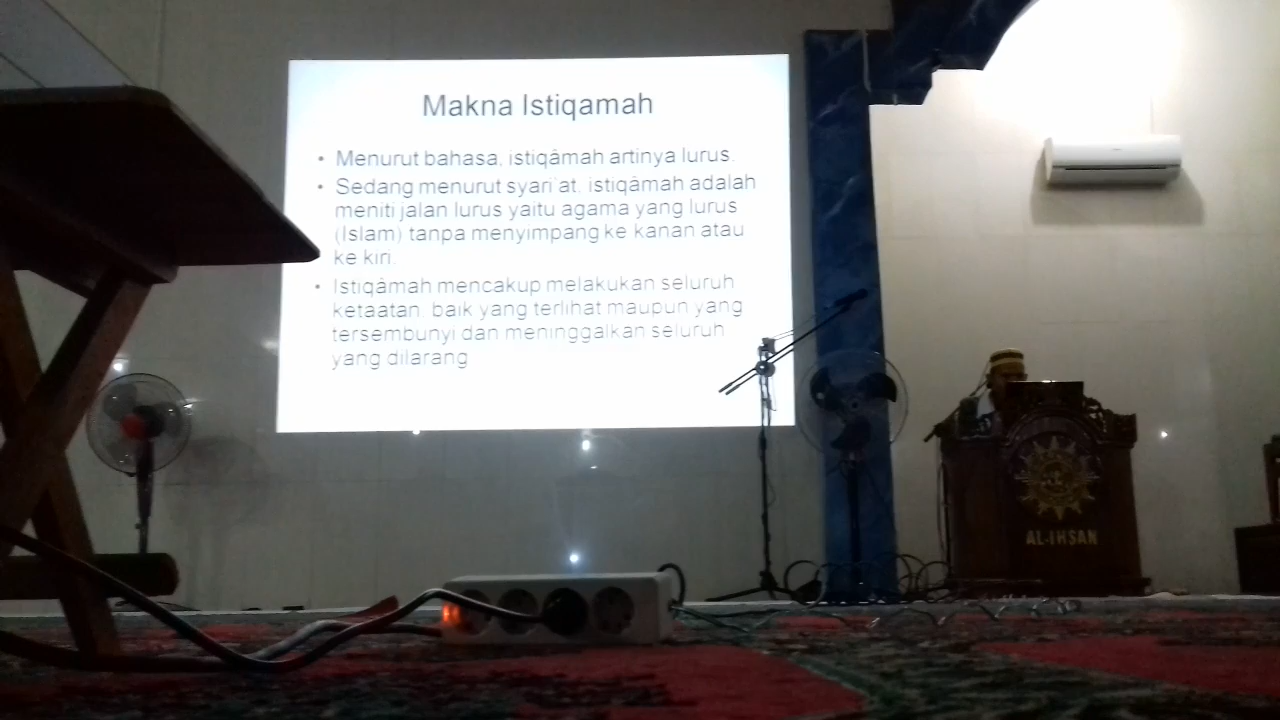 Makna Istiqamah
• Menurut bahasa, istiqâmah artinya lurus.
• Sedang menurut syari'at, istiqâmah adalah
meniti jalan lurus yaitu agama yang lurus
(Islam) tanpa menyimpang ke kanan atau
ke kiri.
• Istiqâmah mencakup melakukan seluruh
ketaatan, baik yang terlihat maupun yang
tersembunyi dan meninggalkan seluruh
yang dilarang
AL-IHSAN